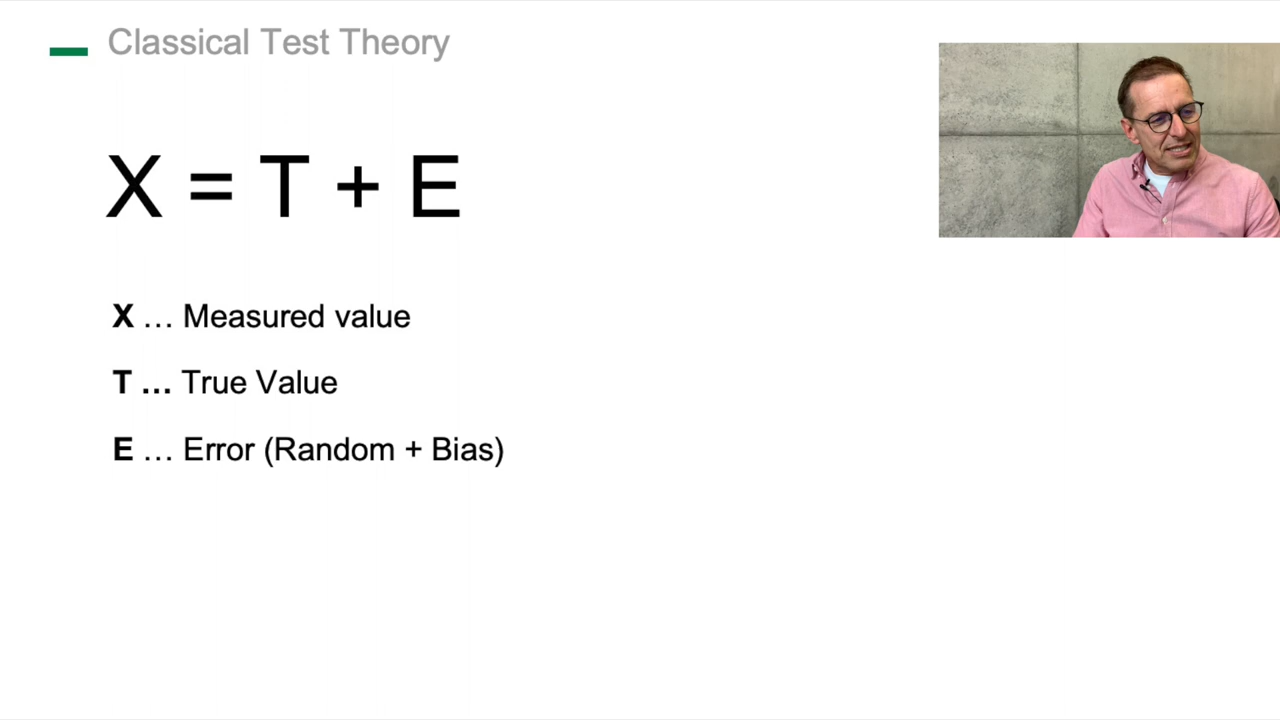 Classical Test Theory
X = T + E
X … Measured value
T … True Value
E … Error (Random + Bias)